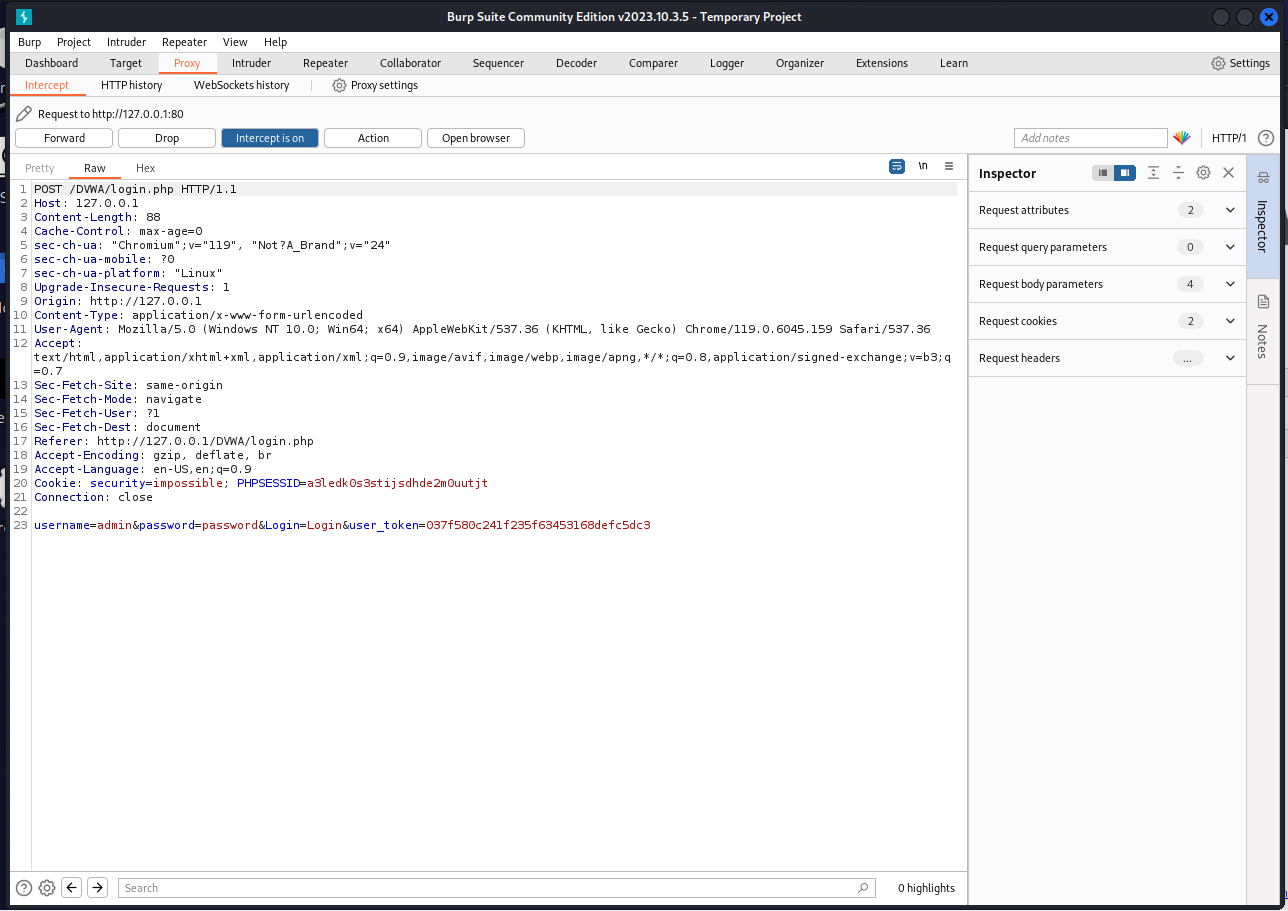 Burp Suite Community Edition v2023.10.3.5 - Temporary Project
Burp Project Intruder Repeater View Help
Dashboard Target Proxy Intruder Repeater Collaborator Sequencer Decoder Comparer Logger Organizer Extensions Learn Settings
Intercept HTTP history WebSockets history Proxy settings
Request to http://127.0.0.1:80
Forward Drop Intercept is on Action Open browser Add notes HTTP/1 ?
Pretty Raw Hex \n
Inspector
1 POST /DVWA/login.php HTTP/1.1
2 Host: 127.0.0.1
3 Content-Length: 88
4 Cache-Control: max-age=0
5 sec-ch-ua: "Chromium";v="119", "Not?A_Brand";v="24"
6 sec-ch-ua-mobile: ?0
7 sec-ch-ua-platform: "Linux"
8 Upgrade-Insecure-Requests: 1
9 Origin: http://127.0.0.1
10 Content-Type: application/x-www-form-urlencoded
11 User-Agent: Mozilla/5.0 (Windows NT 10.0; Win64; x64) AppleWebKit/537.36 (KHTML, like Gecko) Chrome/119.0.6045.159 Safari/537.36
12 Accept:
text/html,application/xhtml+xml,application/xml;q=0.9,image/avif,image/webp,image/apng,*/*;q=0.8,application/signed-exchange;v=b3;q
=0.7
13 Sec-Fetch-Site: same-origin
14 Sec-Fetch-Mode: navigate
15 Sec-Fetch-User: ?1
16 Sec-Fetch-Dest: document
17 Referer: http://127.0.0.1/DVWA/login.php
18 Accept-Encoding: gzip, deflate, br
19 Accept-Language: en-US,en;q=0.9
20 Cookie: security=impossible; PHPSESSID=a3ledk0s3stijsdhde2m0uutjt
21 Connection: close
22
23 username=admin&password=password&Login=Login&user_token=037f580c241f235f63453168defc5dc3
Request attributes 2
Request query parameters 0
Request body parameters 4
Request cookies 2
Request headers ...
Inspector
Notes
? Search 0 highlights